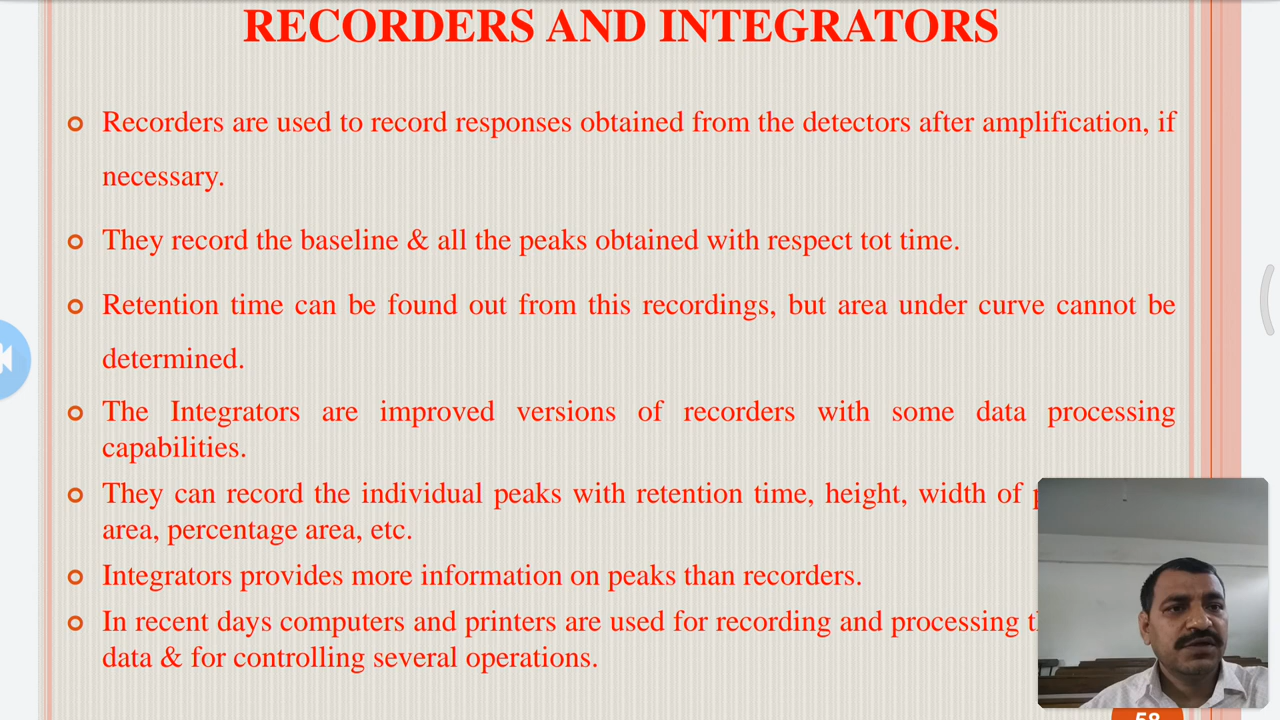 RECORDERS AND INTEGRATORS
Recorders are used to record responses obtained from the detectors after amplification, if
necessary.
They record the baseline & all the peaks obtained with respect tot time.
Retention time can be found out from this recordings, but area under curve cannot be
determined.
The Integrators are improved versions of recorders with some data processing
capabilities.
They can record the individual peaks with retention time, height, width of
area, percentage area, etc.
Integrators provides more information on peaks than recorders.
In recent days computers and printers are used for recording and processing
data & for controlling several operations.
58